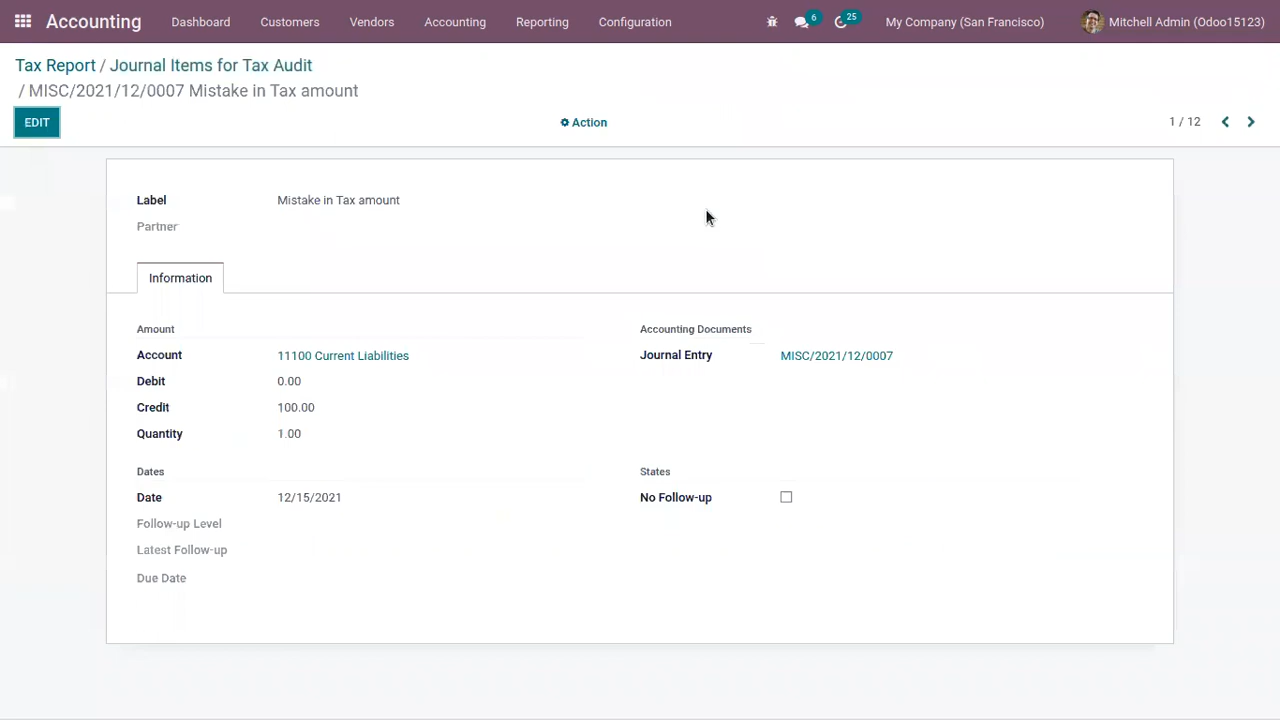 Accounting Dashboard Customers Vendors Accounting Reporting Configuration 6 25 My Company (San Francisco) Mitchell Admin (Odoo15123)
Tax Report / Journal Items for Tax Audit
/ MISC/2021/12/0007 Mistake in Tax amount
EDIT Action 1 / 12
Label Mistake in Tax amount
Partner
Information
Amount Accounting Documents
Account 11100 Current Liabilities Journal Entry MISC/2021/12/0007
Debit 0.00
Credit 100.00
Quantity 1.00
Dates States
Date 12/15/2021 No Follow-up
Follow-up Level
Latest Follow-up
Due Date